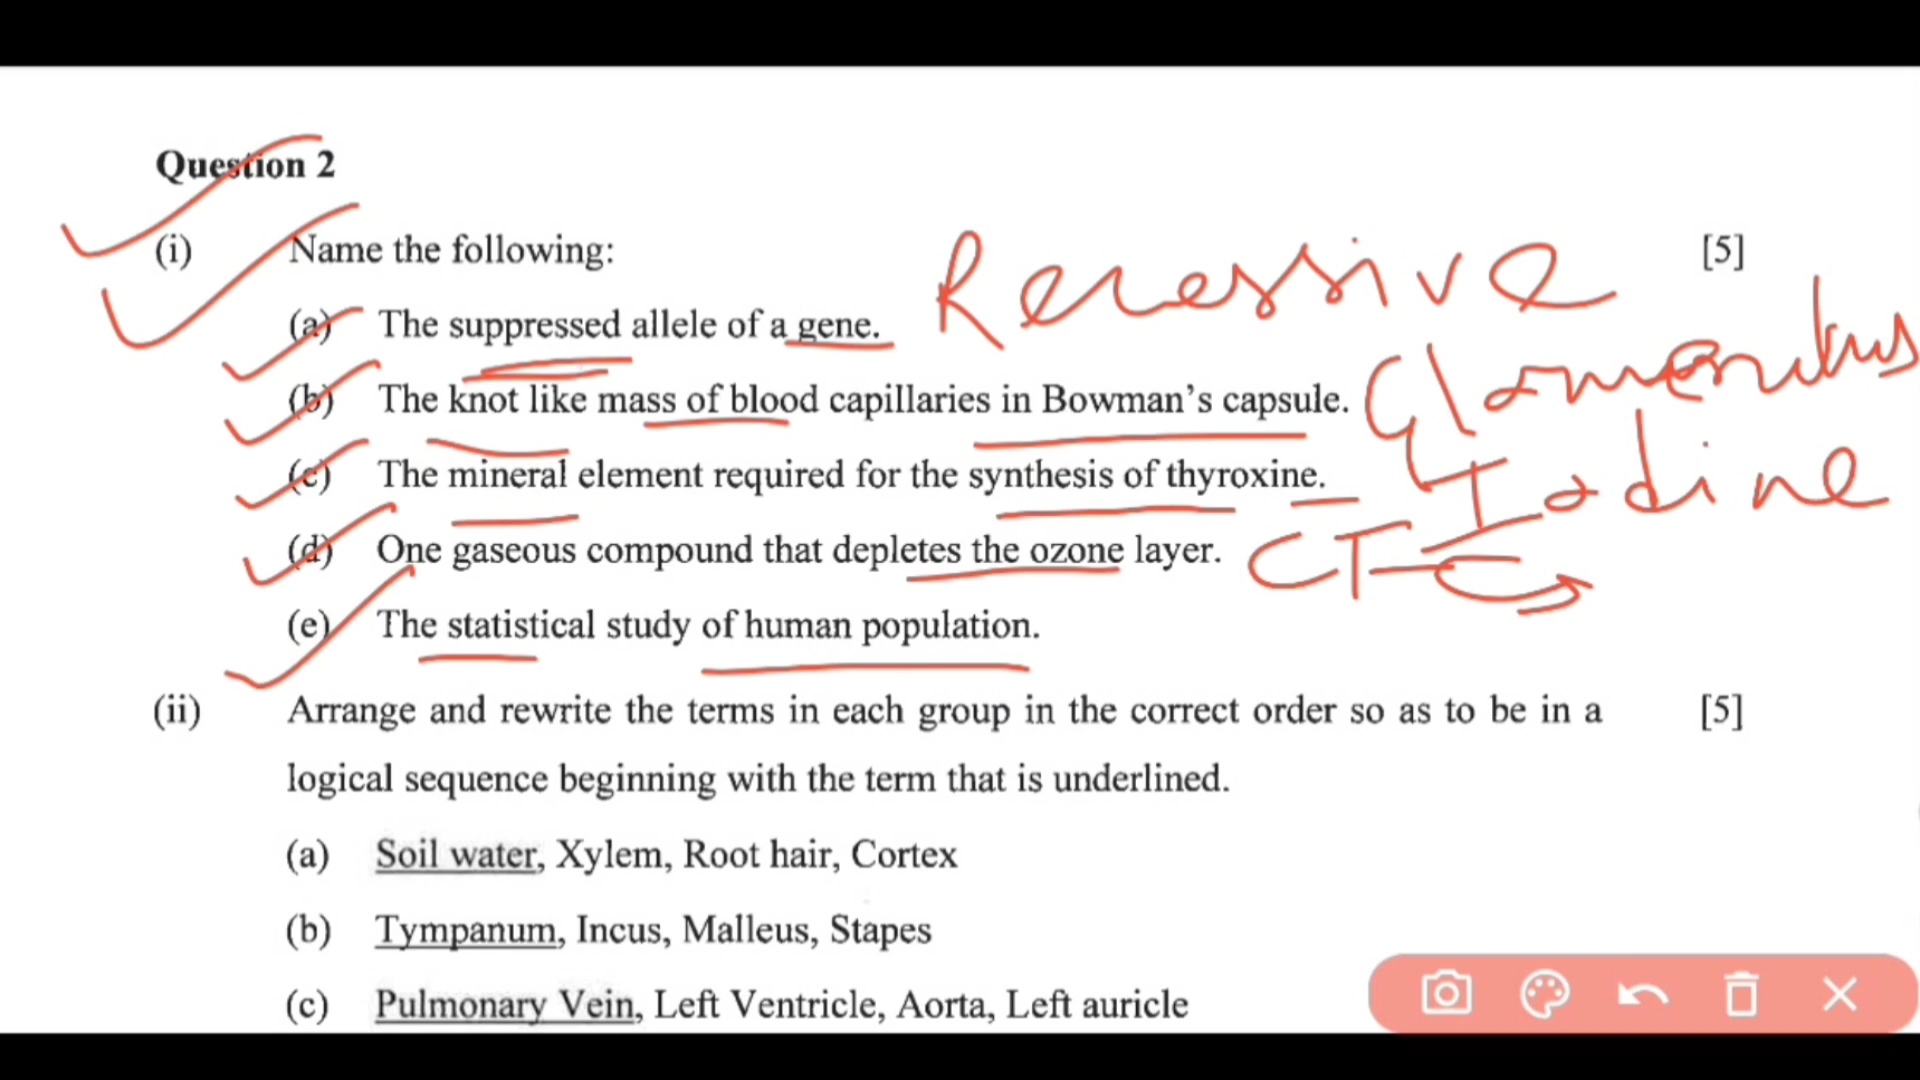 Question 2
(i) Name the following: [5]
(a) The suppressed allele of a gene. Recessive
(b) The knot like mass of blood capillaries in Bowman's capsule. Glomerulus
(c) The mineral element required for the synthesis of thyroxine. Iodine
(d) One gaseous compound that depletes the ozone layer.
(e) The statistical study of human population.
(ii) Arrange and rewrite the terms in each group in the correct order so as to be in a [5]
logical sequence beginning with the term that is underlined.
(a) Soil water, Xylem, Root hair, Cortex
(b) Tympanum, Incus, Malleus, Stapes
(c) Pulmonary Vein, Left Ventricle, Aorta, Left auricle